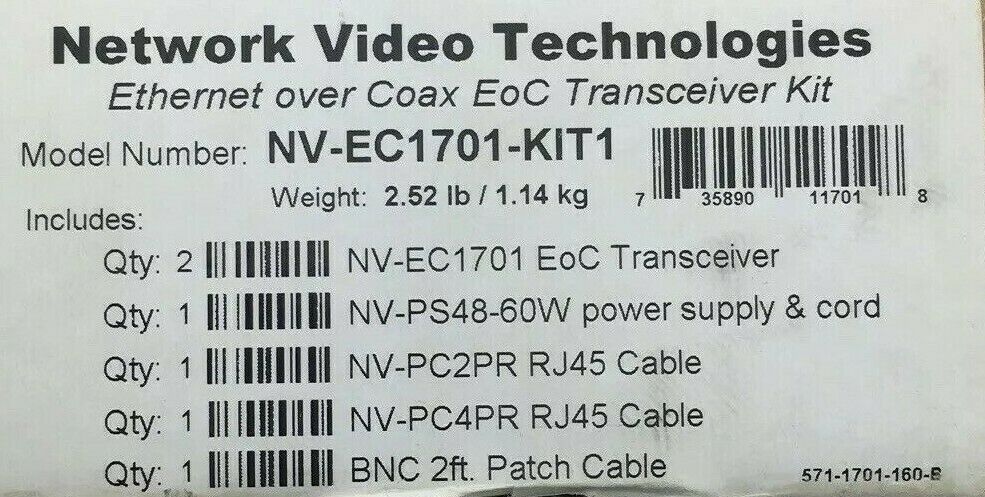 Network Video Technologies
Ethernet over Coax EoC Transceiver Kit
Model Number: NV-EC1701-KIT1
Weight: 2.52 lb / 1.14 kg
7 35890 11701 8
Includes:
Qty: 2 NV-EC1701 EoC Transceiver
Qty: 1 NV-PS48-60W power supply & cord
Qty: 1 NV-PC2PR RJ45 Cable
Qty: 1 NV-PC4PR RJ45 Cable
Qty: 1 BNC 2ft. Patch Cable
571-1701-160-B